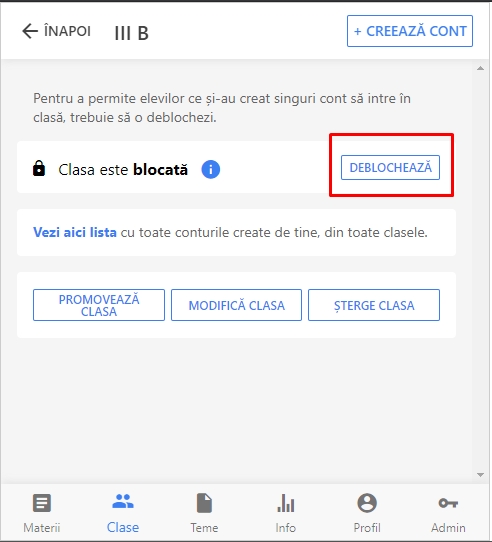 ÎNAPOI III B + CREEAZĂ CONT
Pentru a permite elevilor ce și-au creat singuri cont să intre în
clasă, trebuie să o deblochezi.
Clasa este blocată i DEBLOCHEAZĂ
Vezi aici lista cu toate conturile create de tine, din toate clasele.
PROMOVEAZĂ
CLASA
MODIFICĂ CLASA
ȘTERGE CLASA
Materii Clase Teme Info Profil Admin